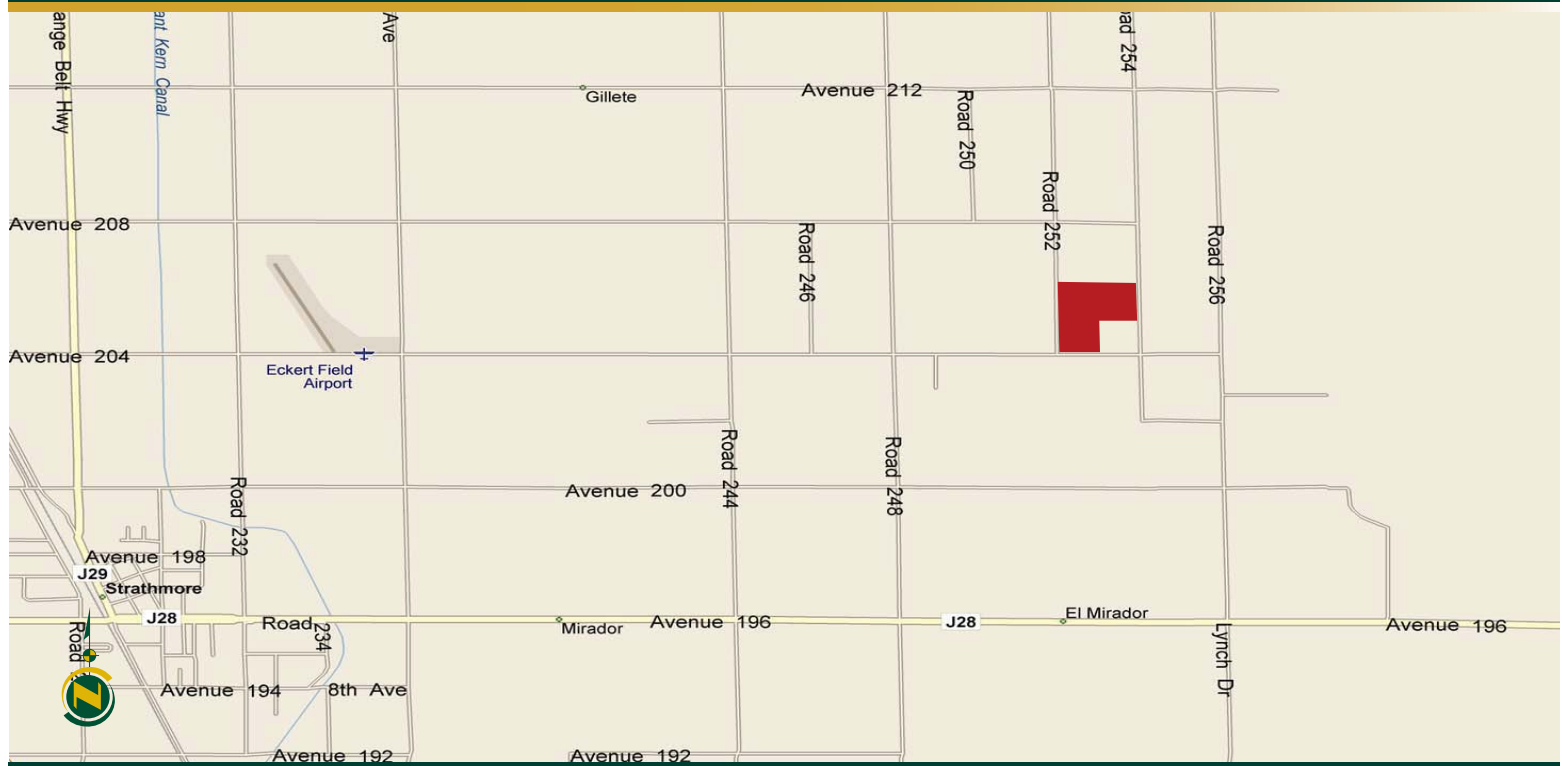 ange Belt Hwy
ant Kern Canal
Ave
ad 254
Gillete
Avenue 212
Road 250
Road 252
Avenue 208
Road 246
Road 256
Avenue 204
Eckert Field
Airport
Road 244
Road 248
Road 232
Avenue 200
Avenue 198
J29
Strathmore
J28
Road 234
Mirador
Avenue 196
J28
El Mirador
Avenue 196
Road
Lynch Dr
N
Avenue 194
8th Ave
Avenue 192
Avenue 192